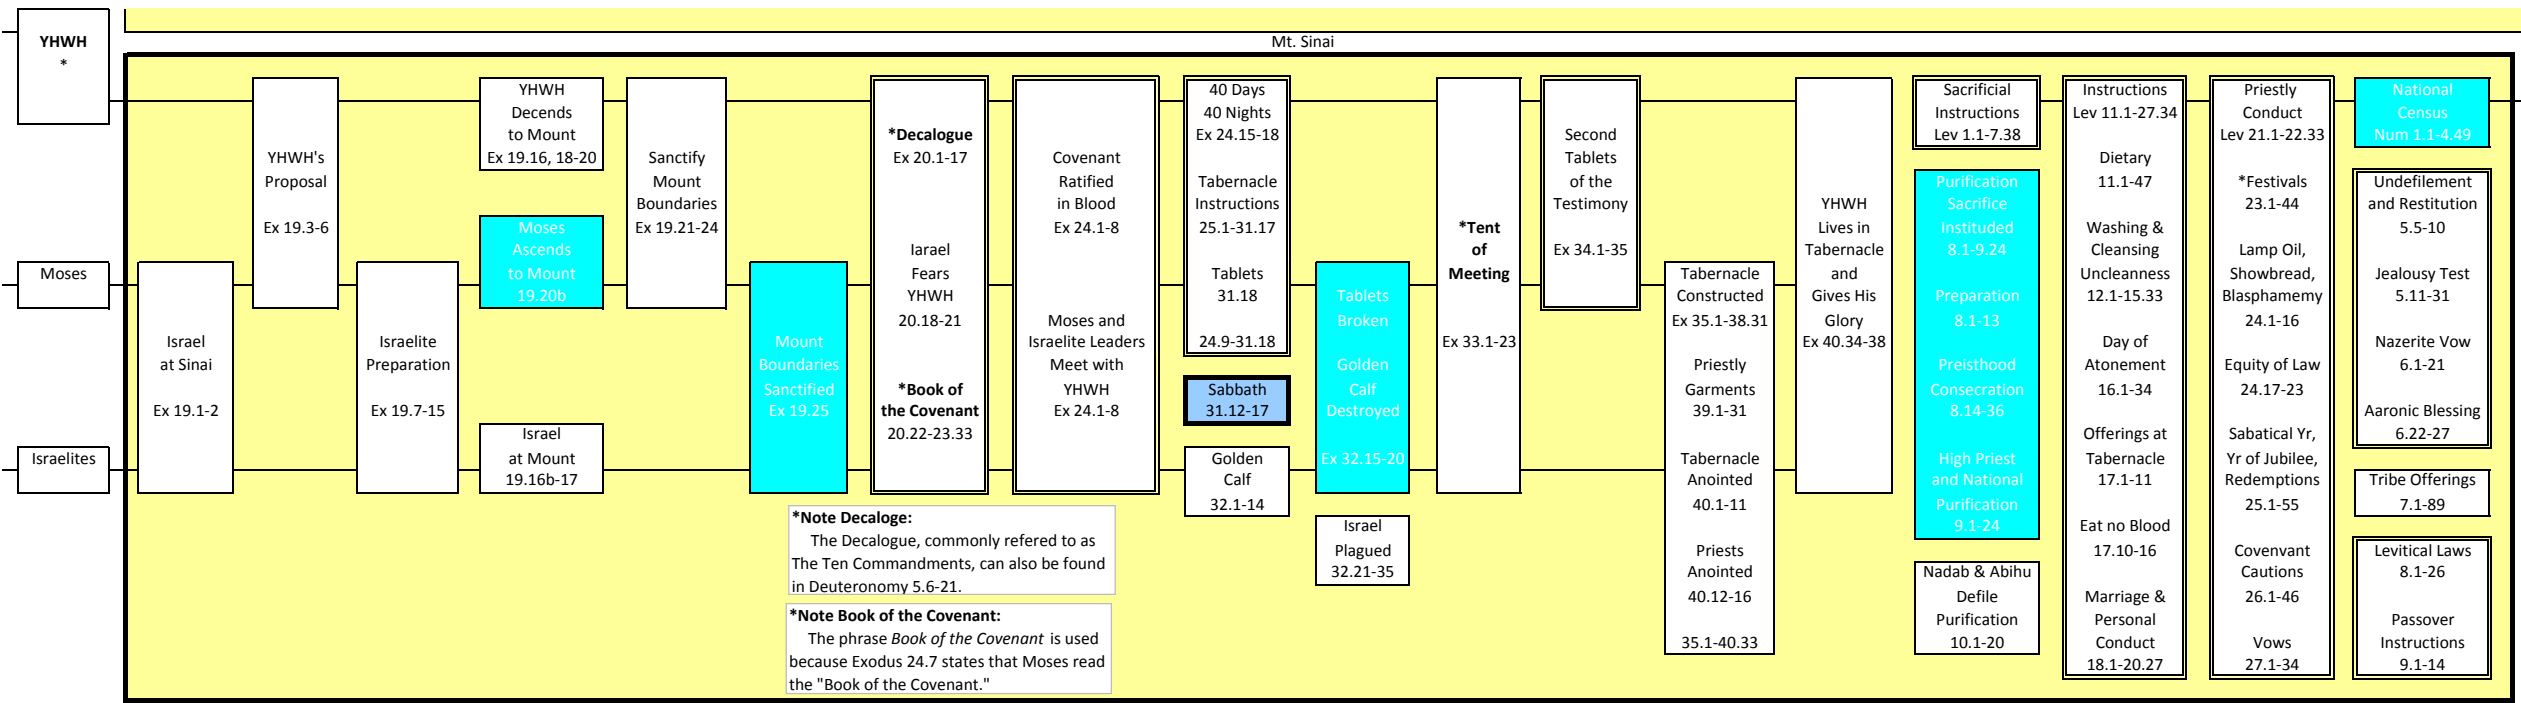 YHWH
*
Mt. Sinai
Moses
Israelites
Israel
at Sinai
Ex 19.1-2
YHWH's
Proposal
Ex 19.3-6
Israelite
Preparation
Ex 19.7-15
YHWH
Decends
to Mount
Ex 19.16, 18-20
Moses
Ascends
to Mount
19.20b
Israel
at Mount
19.16b-17
Sanctify
Mount
Boundaries
Ex 19.21-24
Mount
Boundaries
Sanctified
Ex 19.25
*Decalogue
Ex 20.1-17
Iarael
Fears
YHWH
20.18-21
*Book of
the Covenant
20.22-23.33
*Note Decaloge:
The Decalogue, commonly refered to as
The Ten Commandments, can also be found
in Deuteronomy 5.6-21.
*Note Book of the Covenant:
The phrase Book of the Covenant is used
because Exodus 24.7 states that Moses read
the "Book of the Covenant."
Covenant
Ratified
in Blood
Ex 24.1-8
Moses and
Israelite Leaders
Meet with
YHWH
Ex 24.1-8
40 Days
40 Nights
Ex 24.15-18
Tabernacle
Instructions
25.1-31.17
Tablets
31.18
24.9-31.18
Sabbath
31.12-17
Golden
Calf
32.1-14
Tablets
Broken
Golden
Calf
Destroyed
Ex 32.15-20
Israel
Plagued
32.21-35
*Tent
of
Meeting
Ex 33.1-23
Second
Tablets
of the
Testimony
Ex 34.1-35
Tabernacle
Constructed
Ex 35.1-38.31
Priestly
Garments
39.1-31
Tabernacle
Anointed
40.1-11
Priests
Anointed
40.12-16
35.1-40.33
YHWH
Lives in
Tabernacle
and
Gives His
Glory
Ex 40.34-38
Sacrificial
Instructions
Lev 1.1-7.38
Purification
Sacrifice
Instituded
8.1-9.24
Preparation
8.1-13
Preisthood
Consecration
8.14-36
High Priest
and National
Purification
9.1-24
Nadab & Abihu
Defile
Purification
10.1-20
Instructions
Lev 11.1-27.34
Dietary
11.1-47
Washing &
Cleansing
Uncleanness
12.1-15.33
Day of
Atonement
16.1-34
Offerings at
Tabernacle
17.1-11
Eat no Blood
17.10-16
Marriage &
Personal
Conduct
18.1-20.27
Priestly
Conduct
Lev 21.1-22.33
*Festivals
23.1-44
Lamp Oil,
Showbread,
Blasphamemy
24.1-16
Equity of Law
24.17-23
Sabatical Yr,
Yr of Jubilee,
Redemptions
25.1-55
Covenvant
Cautions
26.1-46
Vows
27.1-34
National
Census
Num 1.1-4.49
Undefilement
and Restitution
5.5-10
Jealousy Test
5.11-31
Nazerite Vow
6.1-21
Aaronic Blessing
6.22-27
Tribe Offerings
7.1-89
Levitical Laws
8.1-26
Passover
Instructions
9.1-14